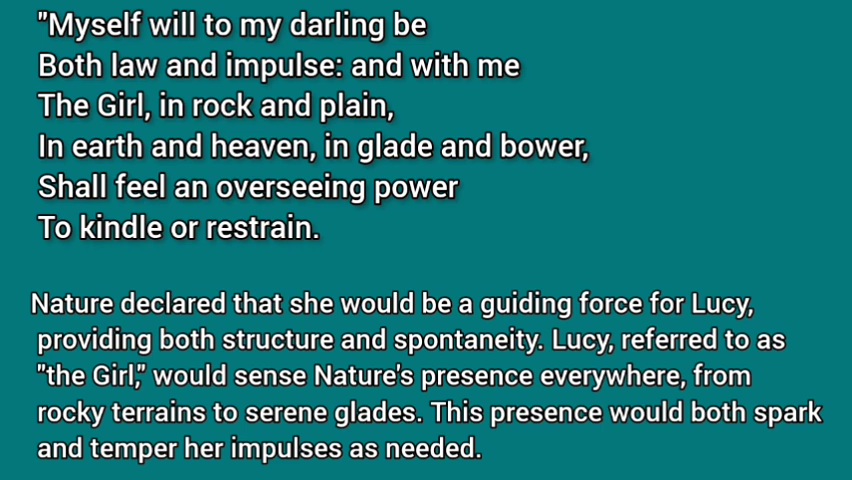 "Myself will to my darling be
Both law and impulse: and with me
The Girl, in rock and plain,
In earth and heaven, in glade and bower,
Shall feel an overseeing power
To kindle or restrain.
Nature declared that she would be a guiding force for Lucy,
providing both structure and spontaneity. Lucy, referred to as
"the Girl," would sense Nature's presence everywhere, from
rocky terrains to serene glades. This presence would both spark
and temper her impulses as needed.